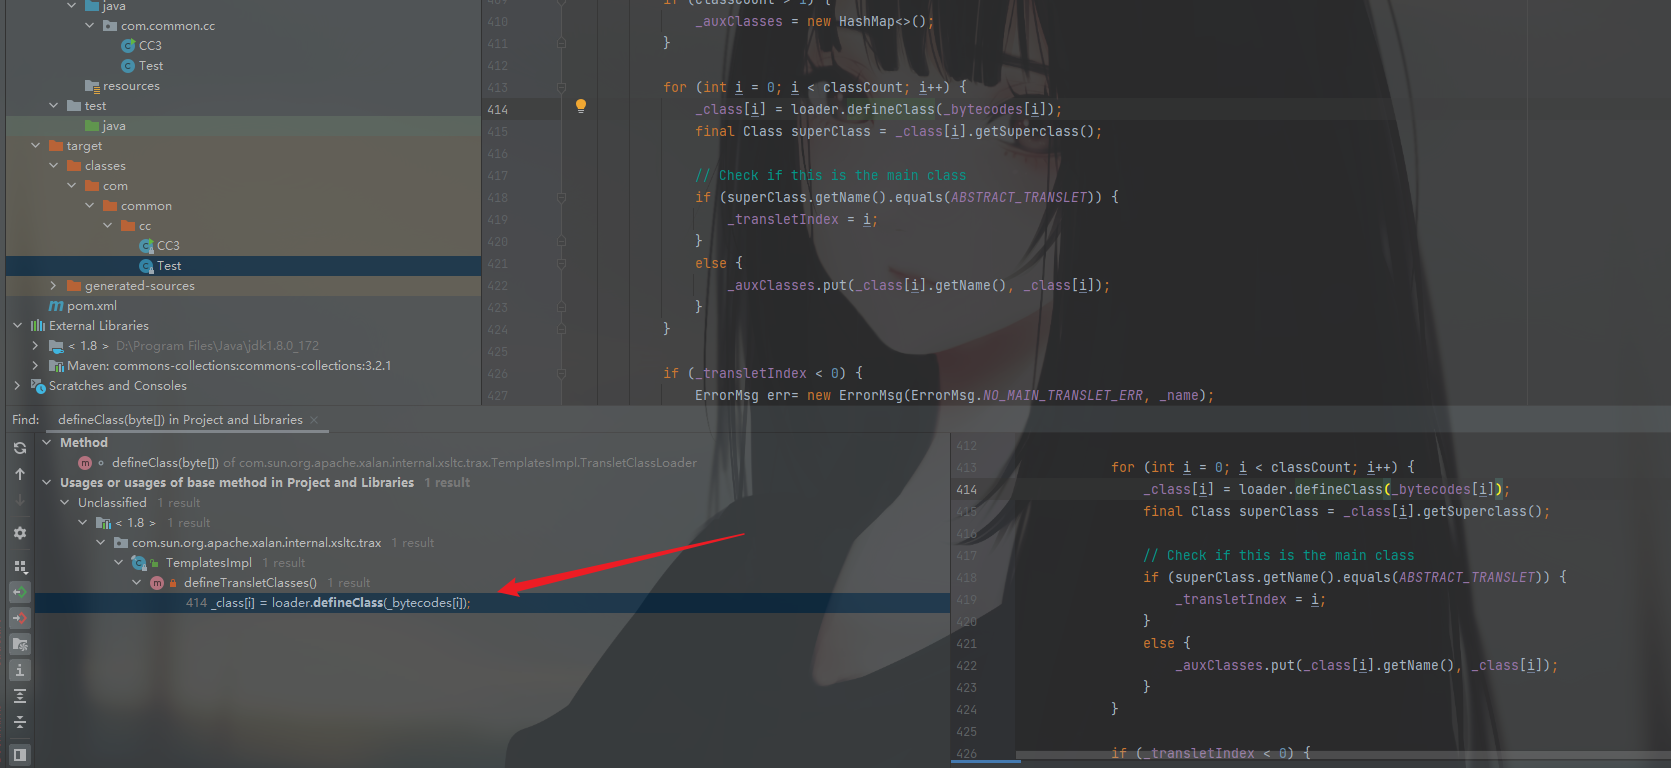 java
com.common.cc
CC3
Test
resources
test
java
target
classes
com
common
cc
CC3
Test
generated-sources
pom.xml
External Libraries
< 1.8 > D:\Program Files\Java\jdk1.8.0_172
Maven: commons-collections:commons-collections:3.2.1
Scratches and Consoles
410 _auxClasses = new HashMap<>();
411 }
412
413 for (int i = 0; i < classCount; i++) {
414 _class[i] = loader.defineClass(_bytecodes[i]);
415 final Class superClass = _class[i].getSuperclass();
416
417 // Check if this is the main class
418 if (superClass.getName().equals(ABSTRACT_TRANSLET)) {
419 _transletIndex = i;
420 }
421 else {
422 _auxClasses.put(_class[i].getName(), _class[i]);
423 }
424 }
425
426 if (_transletIndex < 0) {
427 ErrorMsg err= new ErrorMsg(ErrorMsg.NO_MAIN_TRANSLET_ERR, _name);
Find: defineClass(byte[]) in Project and Libraries
Method
defineClass(byte[]) of com.sun.org.apache.xalan.internal.xsltc.trax.TemplatesImpl.TransletClassLoader
Usages or usages of base method in Project and Libraries 1 result
Unclassified 1 result
< 1.8 > 1 result
com.sun.org.apache.xalan.internal.xsltc.trax 1 result
TemplatesImpl 1 result
defineTransletClasses() 1 result
414 _class[i] = loader.defineClass(_bytecodes[i]);
412
413 for (int i = 0; i < classCount; i++) {
414 _class[i] = loader.defineClass(_bytecodes[i]);
415 final Class superClass = _class[i].getSuperclass();
416
417 // Check if this is the main class
418 if (superClass.getName().equals(ABSTRACT_TRANSLET)) {
419 _transletIndex = i;
420 }
421 else {
422 _auxClasses.put(_class[i].getName(), _class[i]);
423 }
424 }
425
426 if (_transletIndex < 0) {